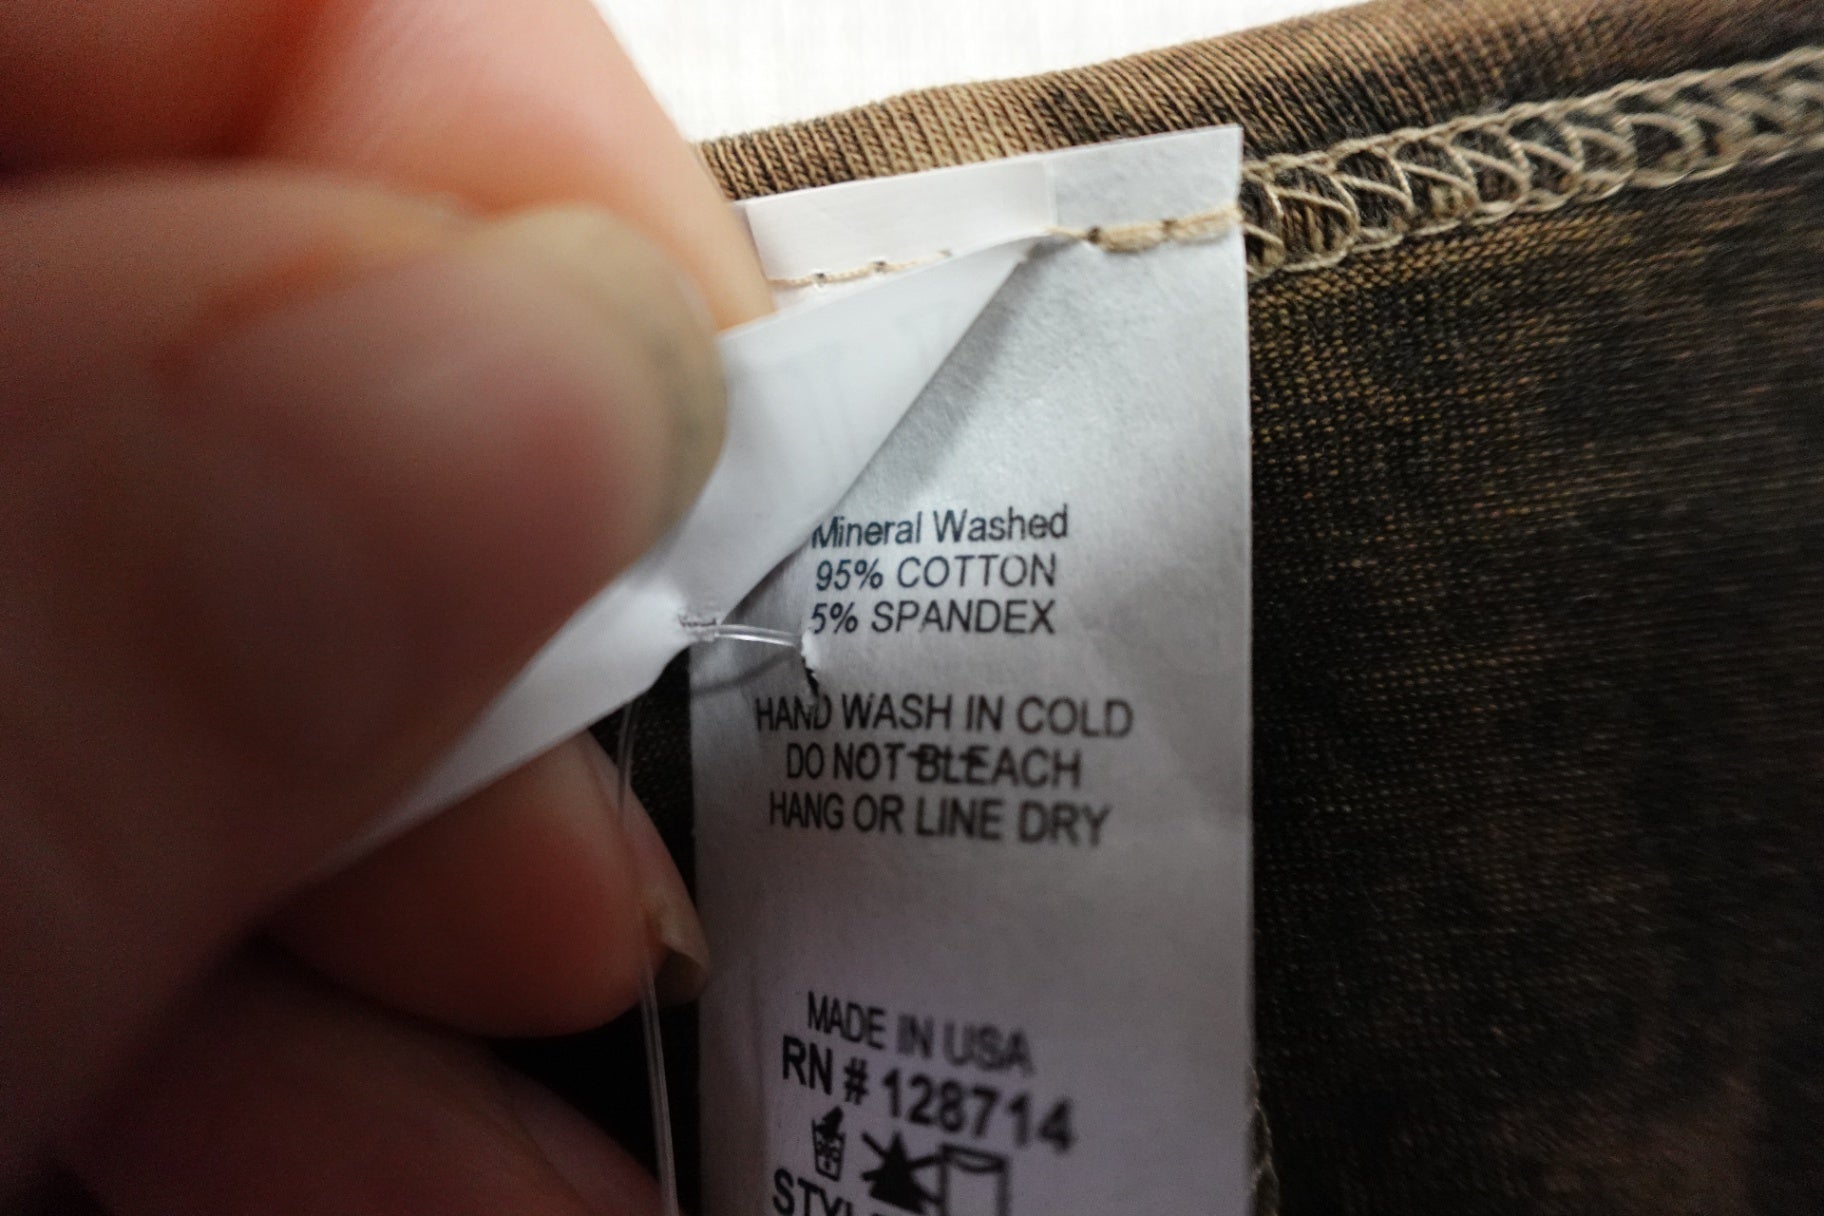 Mineral Washed
95% COTTON
5% SPANDEX
HAND WASH IN COLD
DO NOT BLEACH
HANG OR LINE DRY
MADE IN USA
RN # 128714